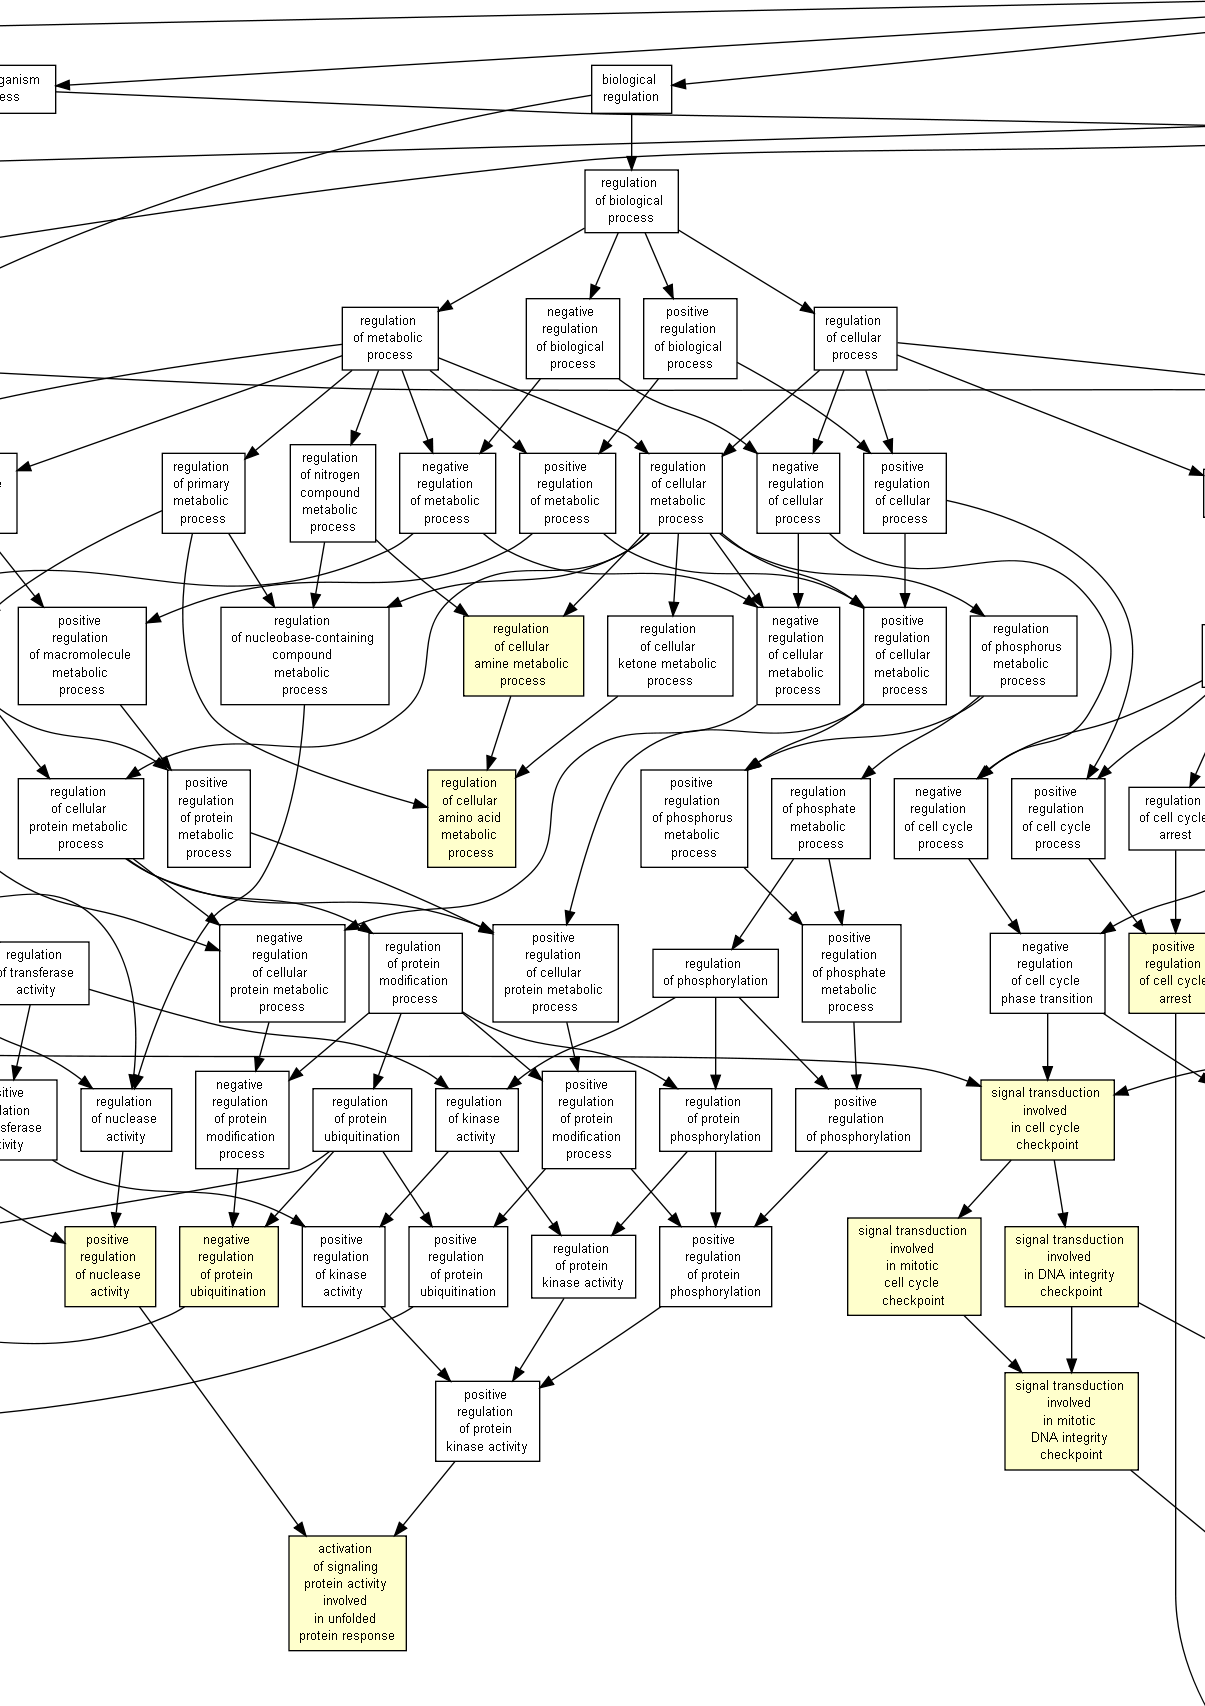 ganism
ess
biological
regulation
regulation
of biological
process
regulation
of metabolic
process
negative
regulation
of biological
process
positive
regulation
of biological
process
regulation
of cellular
process
e
regulation
of primary
metabolic
process
regulation
of nitrogen
compound
metabolic
process
negative
regulation
of metabolic
process
positive
regulation
of metabolic
process
regulation
of cellular
metabolic
process
negative
regulation
of cellular
process
positive
regulation
of cellular
process
positive
regulation
of macromolecule
metabolic
process
regulation
of nucleobase-containing
compound
metabolic
process
regulation
of cellular
amine metabolic
process
regulation
of cellular
ketone metabolic
process
negative
regulation
of cellular
metabolic
process
positive
regulation
of cellular
metabolic
process
regulation
of phosphorus
metabolic
process
regulation
of cellular
protein metabolic
process
positive
regulation
of protein
metabolic
process
regulation
of cellular
amino acid
metabolic
process
positive
regulation
of phosphorus
metabolic
process
regulation
of phosphate
metabolic
process
negative
regulation
of cell cycle
process
positive
regulation
of cell cycle
process
regulation
of cell cycle
arrest
regulation
of transferase
activity
negative
regulation
of cellular
protein metabolic
process
regulation
of protein
modification
process
positive
regulation
of cellular
protein metabolic
process
regulation
of phosphorylation
positive
regulation
of phosphate
metabolic
process
negative
regulation
of cell cycle
phase transition
positive
regulation
of cell cycle
arrest
sitive
lation
sferase
tivity
regulation
of nuclease
activity
negative
regulation
of protein
modification
process
regulation
of protein
ubiquitination
regulation
of kinase
activity
positive
regulation
of protein
modification
process
regulation
of protein
phosphorylation
positive
regulation
of phosphorylation
signal transduction
involved
in cell cycle
checkpoint
positive
regulation
of nuclease
activity
negative
regulation
of protein
ubiquitination
positive
regulation
of kinase
activity
positive
regulation
of protein
ubiquitination
regulation
of protein
kinase activity
positive
regulation
of protein
phosphorylation
signal transduction
involved
in mitotic
cell cycle
checkpoint
signal transduction
involved
in DNA integrity
checkpoint
positive
regulation
of protein
kinase activity
signal transduction
involved
in mitotic
DNA integrity
checkpoint
activation
of signaling
protein activity
involved
in unfolded
protein response